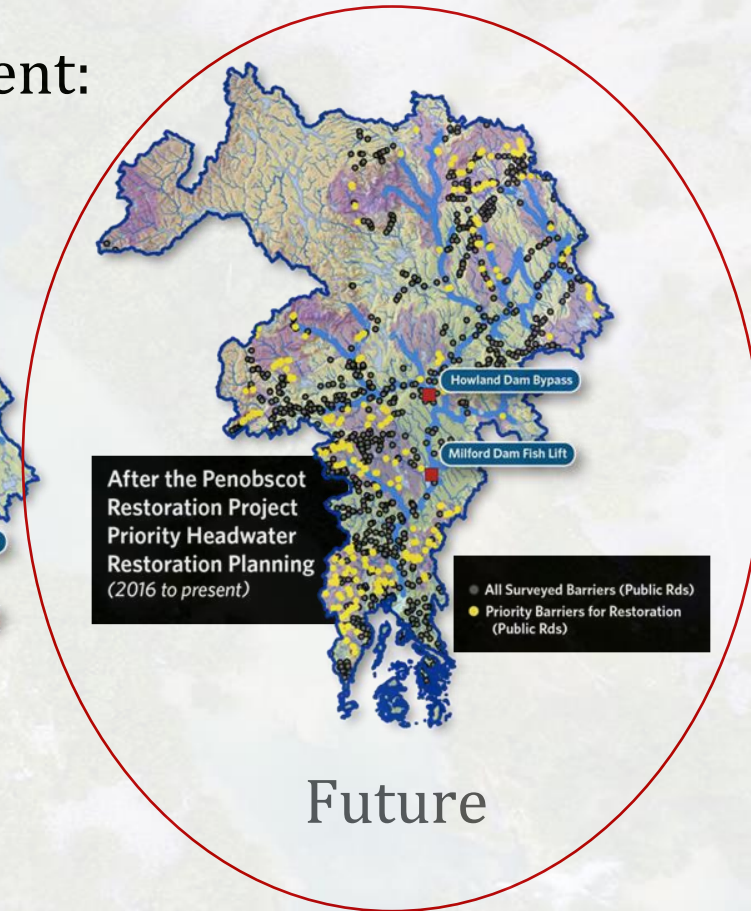 ent:
Howland Dam Bypass
Milford Dam Fish Lift
After the Penobscot
Restoration Project
Priority Headwater
Restoration Planning
(2016 to present)
All Surveyed Barriers (Public Rds)
Priority Barriers for Restoration
(Public Rds)
Future